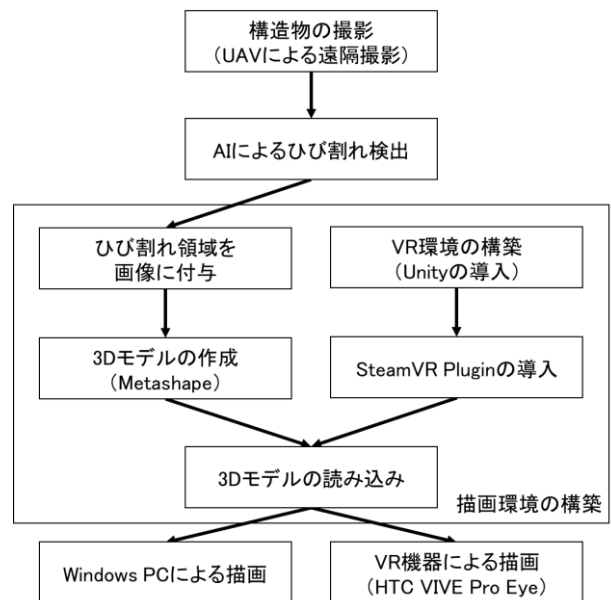 構造物の撮影
（UAVによる遠隔撮影）
AIによるひび割れ検出
ひび割れ領域を
画像に付与
VR環境の構築
（Unityの導入）
3Dモデルの作成
（Metashape）
SteamVR Pluginの導入
3Dモデルの読み込み
描画環境の構築
Windows PCによる描画
VR機器による描画
（HTC VIVE Pro Eye）